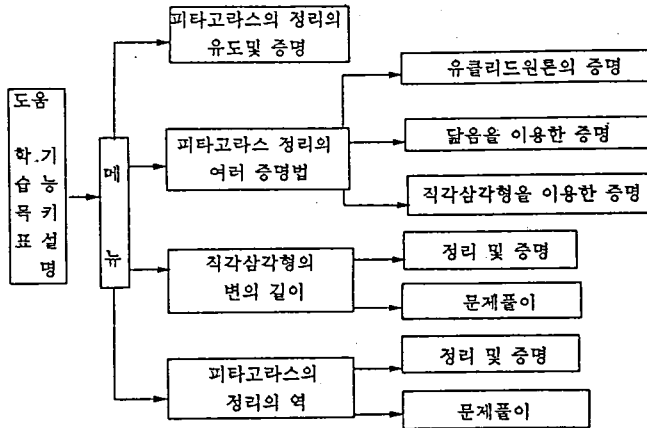 피타고라스의 정리의
유도및 증명
유클리드원론의 증명
도움
학습목표
기능키설명
메뉴
피타고라스 정리의
여러 증명법
닮음을 이용한 증명
직각삼각형을 이용한 증명
직각삼각형의
변의 길이
정리 및 증명
문제풀이
피타고라스의
정리의 역
정리 및 증명
문제풀이